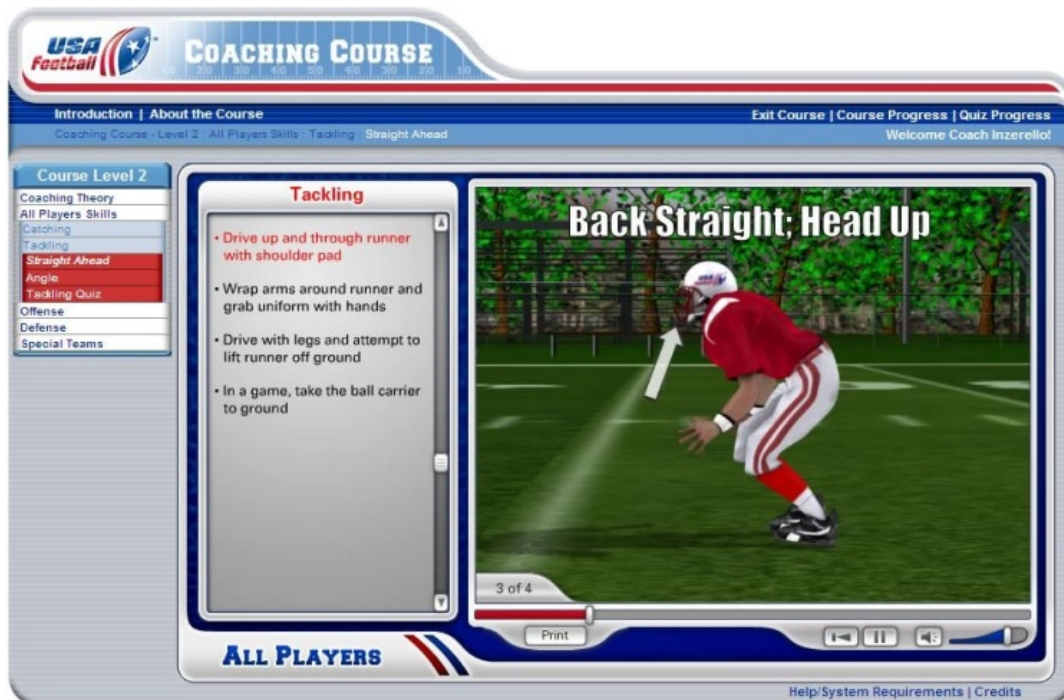 USA
Football
COACHING COURSE
Introduction | About the Course
Exit Course | Course Progress | Quiz Progress
Coaching Course - Level 2 : All Players Skills : Tackling : Straight Ahead
Welcome Coach Inzerello!
Course Level 2
Coaching Theory
All Players Skills
Catching
Tackling
Straight Ahead
Angle
Tackling Quiz
Offense
Defense
Special Teams
Tackling
• Drive up and through runner
with shoulder pad
• Wrap arms around runner and
grab uniform with hands
• Drive with legs and attempt to
lift runner off ground
• In a game, take the ball carrier
to ground
Back Straight; Head Up
3 of 4
Print
ALL PLAYERS
Help/System Requirements | Credits